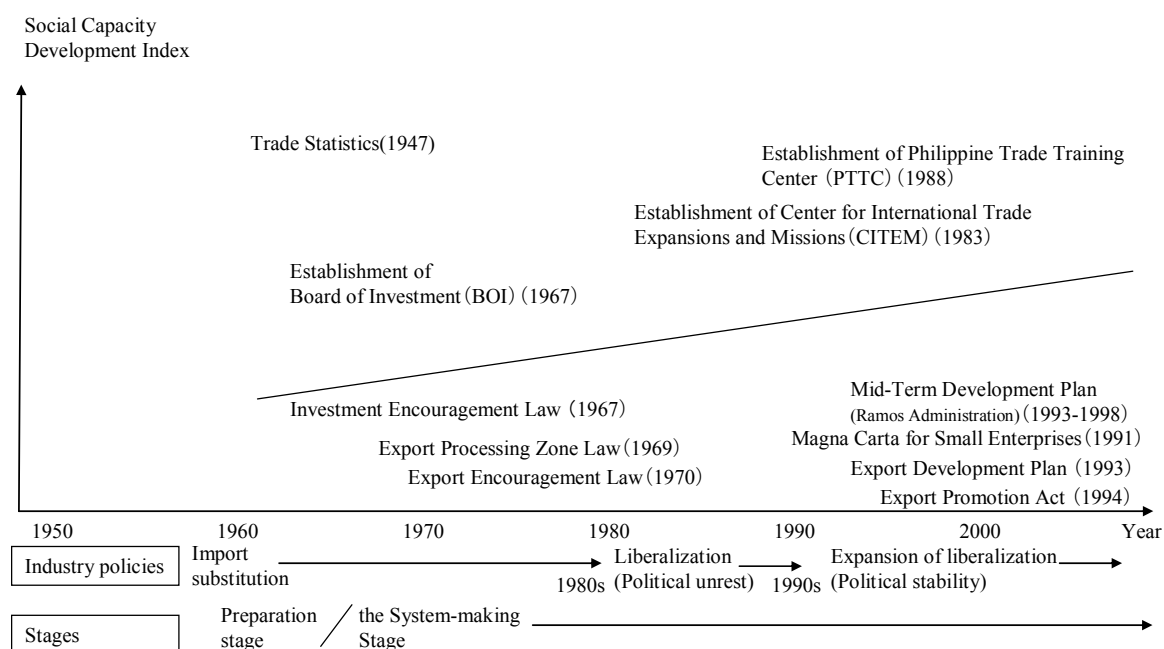 Social Capacity
Development Index
Trade Statistics(1947)
Establishment of Philippine Trade Training
Center (PTTC) (1988)
Establishment of Center for International Trade
Expansions and Missions(CITEM) (1983)
Establishment of
Board of Investment(BOI) (1967)
Investment Encouragement Law (1967)
Export Processing Zone Law(1969)
Export Encouragement Law(1970)
Mid-Term Development Plan
(Ramos Administration)(1993-1998)
Magna Carta for Small Enterprises(1991)
Export Development Plan (1993)
Export Promotion Act (1994)
1950 1960 1970 1980 1990 2000 Year
Industry policies
Import
substitution
1980s
Liberalization
(Political unrest)
1990s
Expansion of liberalization
(Political stability)
Stages
Preparation
stage
the System-making
Stage